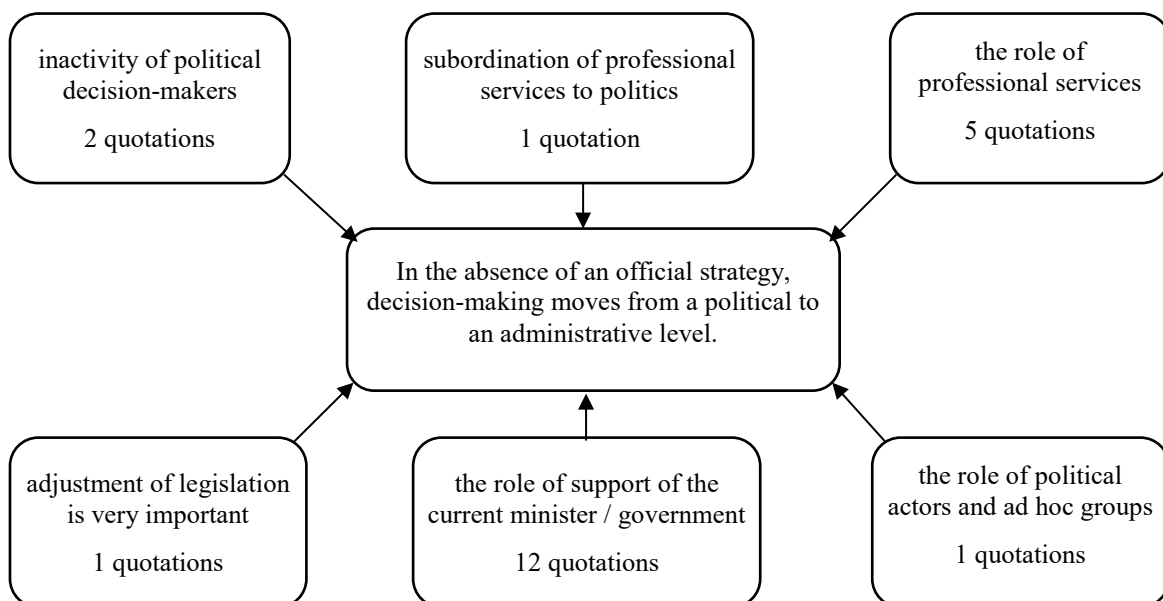 inactivity of political
decision-makers
2 quotations
subordination of professional
services to politics
1 quotation
the role of
professional services
5 quotations
In the absence of an official strategy,
decision-making moves from a political to
an administrative level.
adjustment of legislation
is very important
1 quotations
the role of support of the
current minister / government
12 quotations
the role of political
actors and ad hoc groups
1 quotations